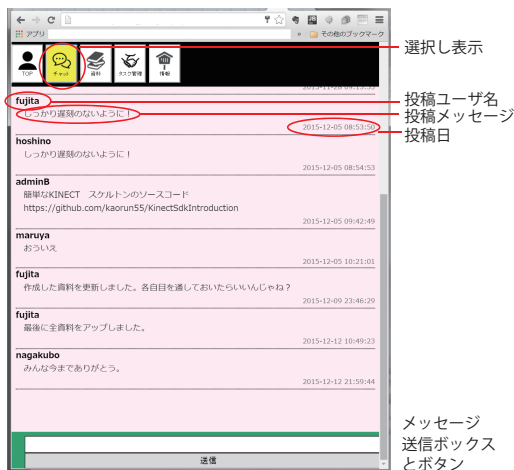 アプリ
» その他のブックマーク
TOP チャット 資料 タスク管理 情報
選択し表示
2015-11-28 09:13:53
fujita
投稿ユーザ名
しっかり遅刻のないように！
投稿メッセージ
2015-12-05 08:53:50
投稿日
hoshino
しっかり遅刻のないように！
2015-12-05 08:54:53
adminB
簡単なKINECT　スケルトンのソースコード
https://github.com/kaorun55/KinectSdkIntroduction
2015-12-05 09:42:49
maruya
おういえ
2015-12-05 10:21:01
fujita
作成した資料を更新しました。各自目を通しておいたらいいんじゃね？
2015-12-09 23:46:29
fujita
最後に全資料をアップしました。
2015-12-12 10:49:23
nagakubo
みんな今までありがとう。
2015-12-12 21:59:44
メッセージ
送信ボックス
とボタン
送信